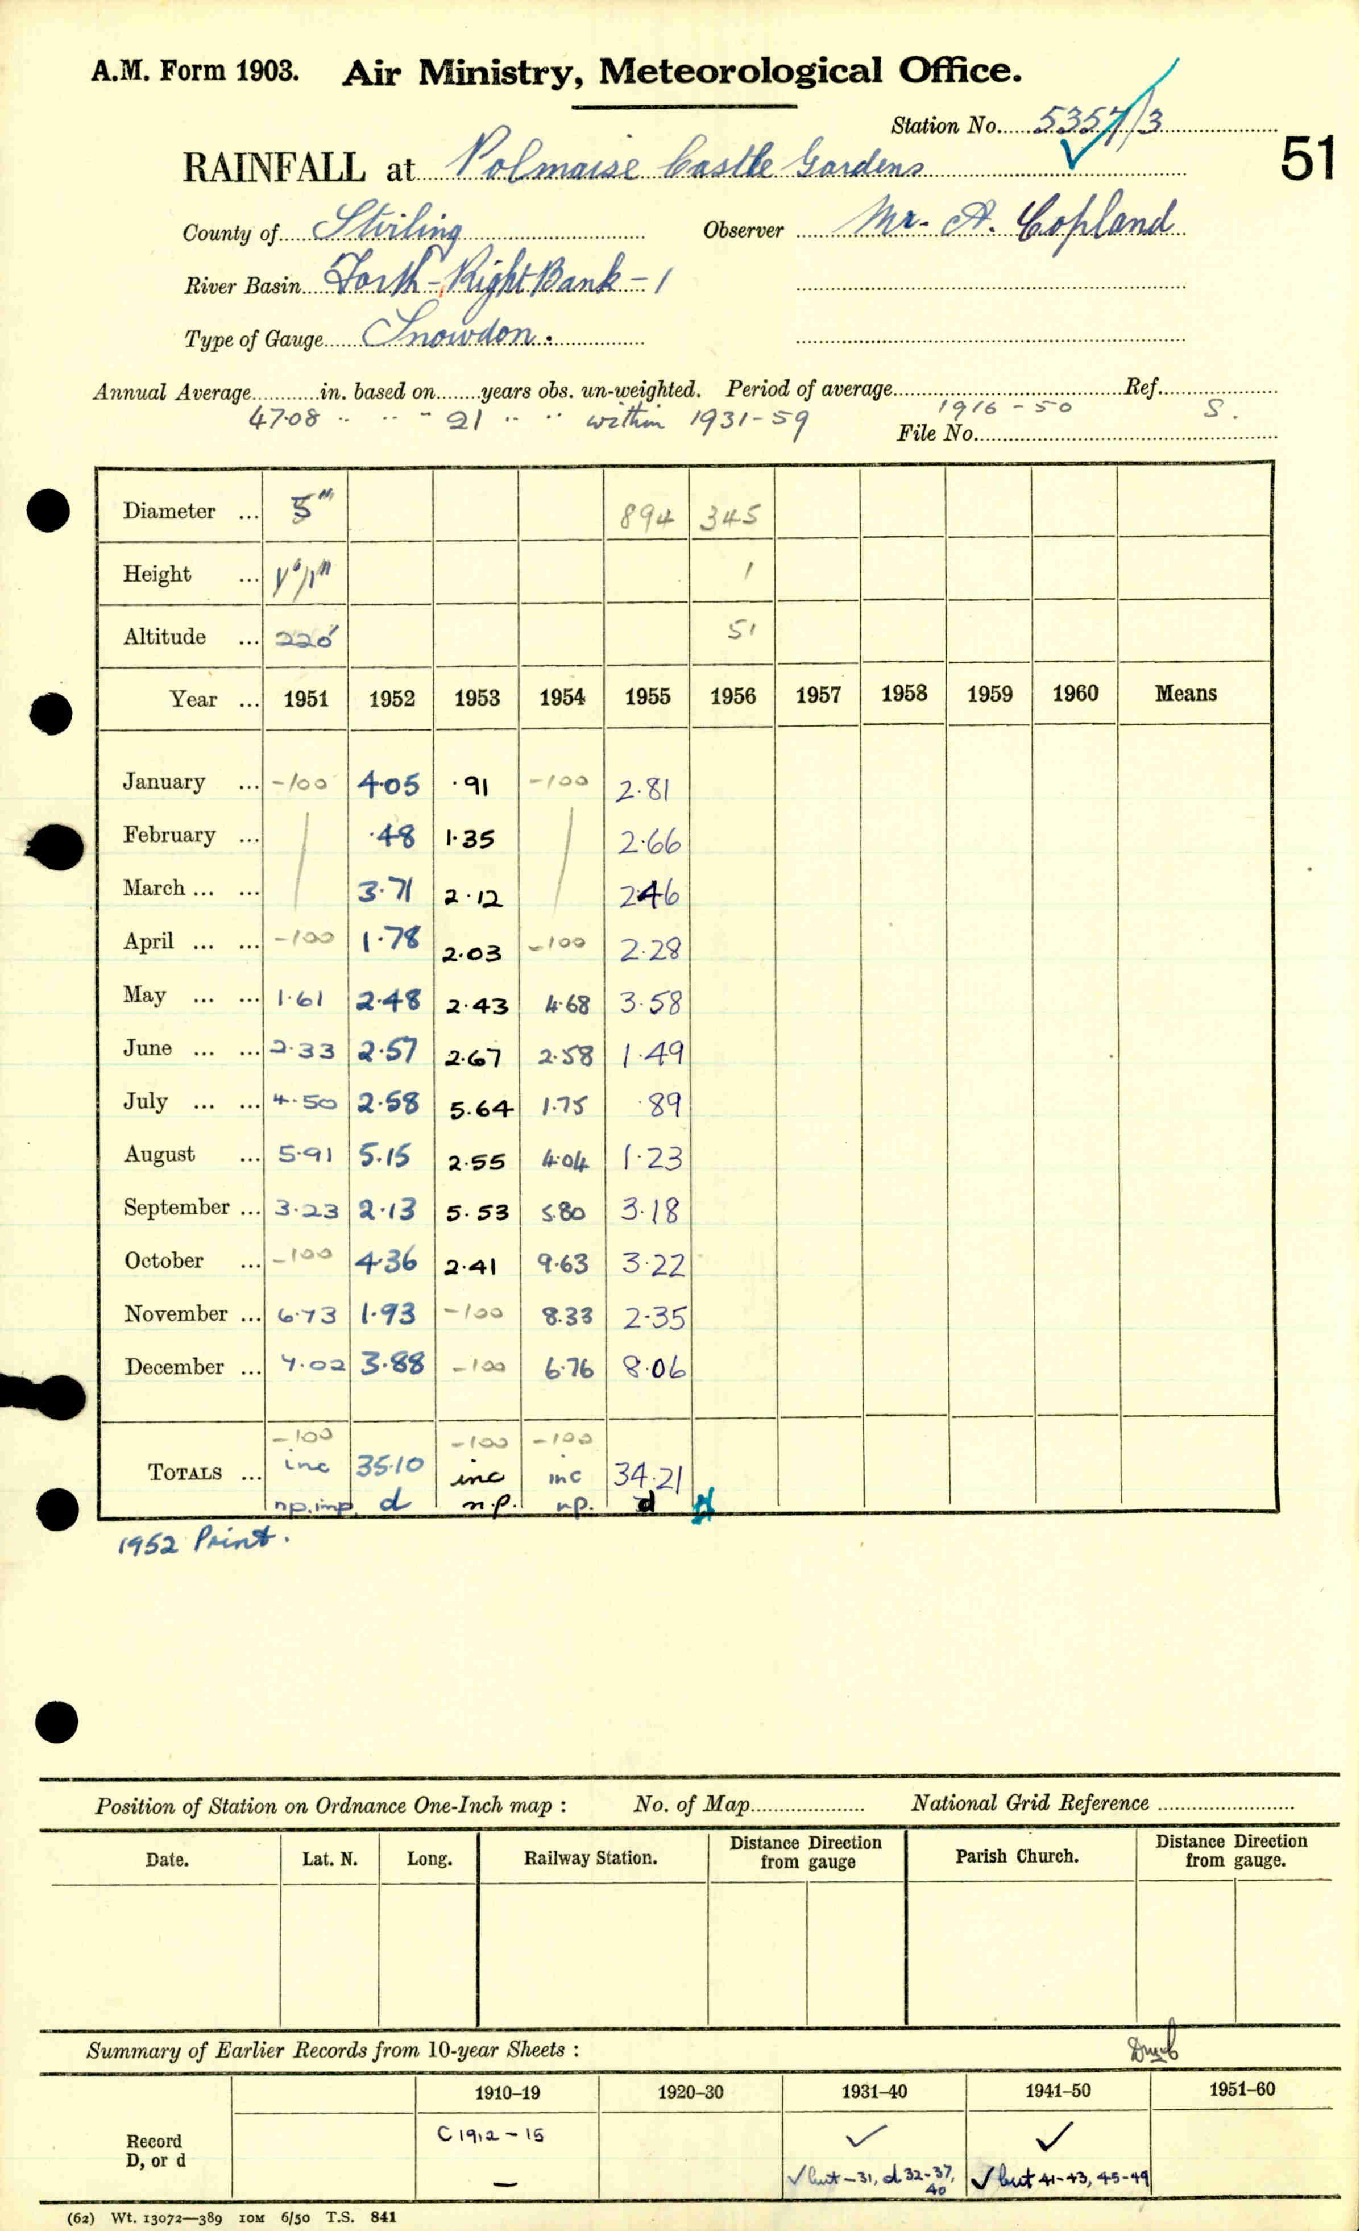 A.M. Form 1903. Air Ministry, Meteorological Office.
Station No. 5357/3
RAINFALL at Polmaise Castle Gardens
51
County of Stirling Observer Mr. A. Copland
River Basin Forth - Right Bank - 1
Type of Gauge Snowdon.
Annual Average in. based on years obs. un-weighted. Period of average Ref.
47.08 .. .. .. 21 .. .. within 1931-59 1916-50 S.
File No.
Diameter ... 5" 894 345
Height ... 1'1" 1
Altitude ... 220' 51
Year ... 1951 1952 1953 1954 1955 1956 1957 1958 1959 1960 Means
January ... -100 4.05 .91 -100 2.81
February ... / .48 1.35 / 2.66
March ... ... 3.71 2.12 2.46
April ... ... -100 1.78 2.03 -100 2.28
May ... ... 1.61 2.48 2.43 4.68 3.58
June ... ... 2.33 2.57 2.67 2.58 1.49
July ... ... 4.50 2.58 5.64 1.75 .89
August ... 5.91 5.15 2.55 4.04 1.23
September ... 3.23 2.13 5.53 5.80 3.18
October ... -100 4.36 2.41 9.63 3.22
November ... 6.73 1.93 -100 8.33 2.35
December ... 7.02 3.88 -100 6.76 8.06
-100 -100 -100
TOTALS ... inc 35.10 inc inc 34.21
np.imp. d n.p. np. d
1952 Print.
Position of Station on Ordnance One-Inch map : No. of Map National Grid Reference
Date. Lat. N. Long. Railway Station. Distance Direction from gauge Parish Church. Distance Direction from gauge.
Summary of Earlier Records from 10-year Sheets :
1910-19 1920-30 1931-40 1941-50 1951-60
Record C 1912-15 ✓ ✓
D, or d — ✓ but -31, d 32-37, 40 ✓ but 41-43, 45-49
(62) Wt. 13072—389 10M 6/50 T.S. 841